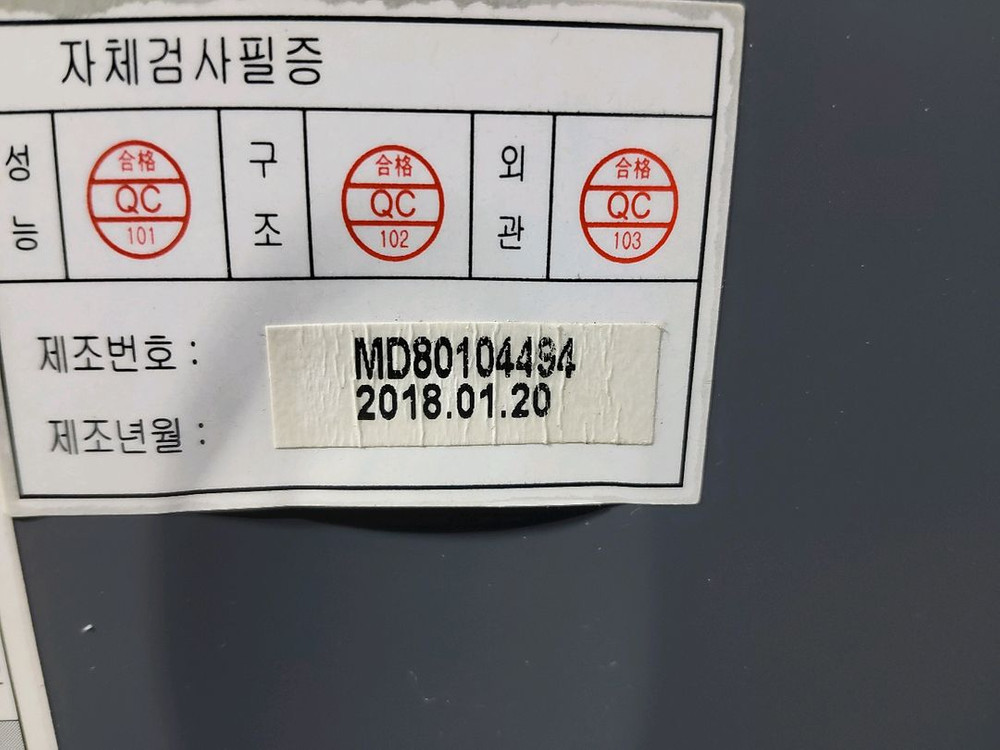 자체검사필증
성능 合格 QC 101 구조 合格 QC 102 외관 合格 QC 103
제조번호 : MD80104494
제조년월 : 2018.01.20